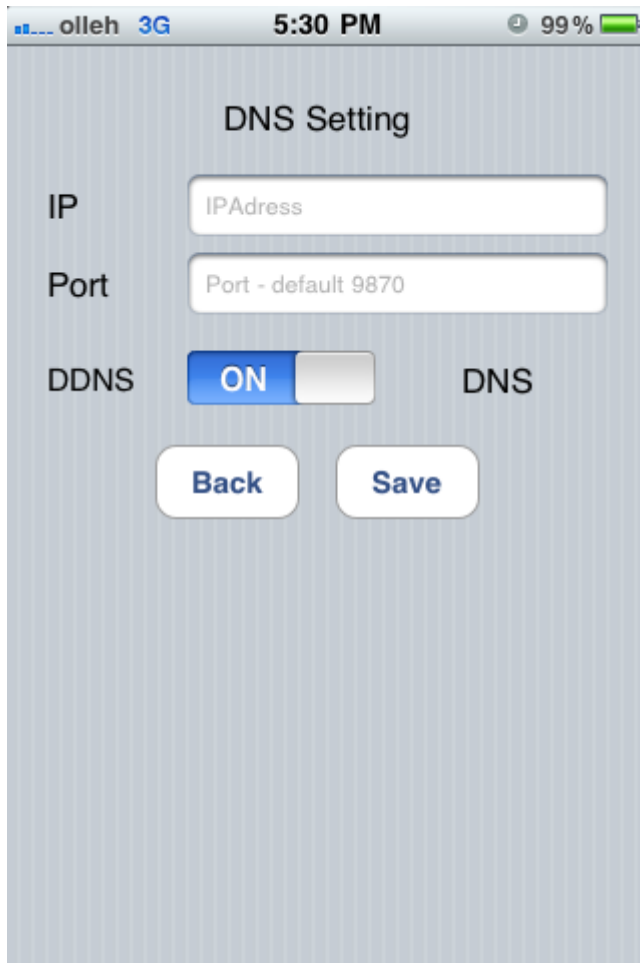 olleh 3G 5:30 PM 99%
DNS Setting
IP IPAdress
Port Port - default 9870
DDNS ON DNS
Back Save